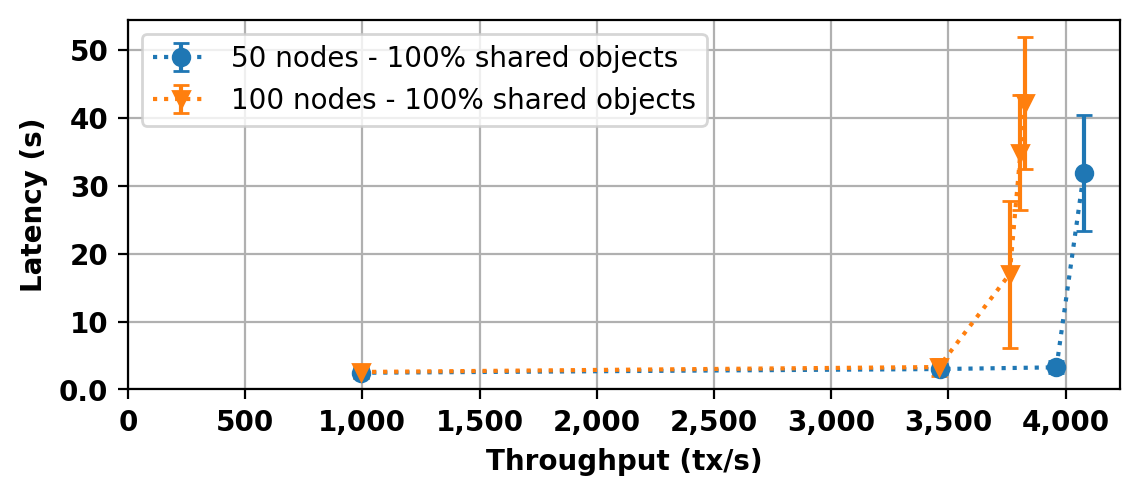 50 nodes - 100% shared objects
100 nodes - 100% shared objects
Latency (s)
50
40
30
20
10
0.0
0 500 1,000 1,500 2,000 2,500 3,000 3,500 4,000
Throughput (tx/s)